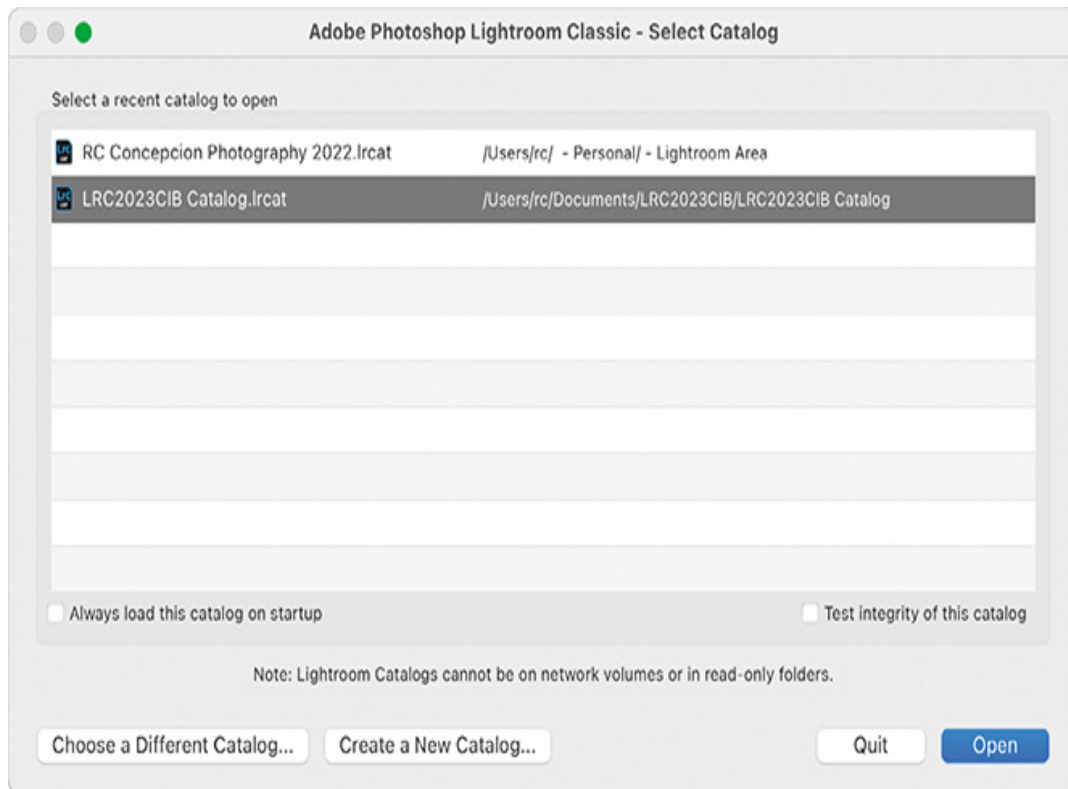 Adobe Photoshop Lightroom Classic - Select Catalog
Select a recent catalog to open
RC Concepcion Photography 2022.lrcat /Users/rc/ - Personal/ - Lightroom Area
LRC2023CIB Catalog.lrcat /Users/rc/Documents/LRC2023CIB/LRC2023CIB Catalog
Always load this catalog on startup Test integrity of this catalog
Note: Lightroom Catalogs cannot be on network volumes or in read-only folders.
Choose a Different Catalog... Create a New Catalog... Quit Open